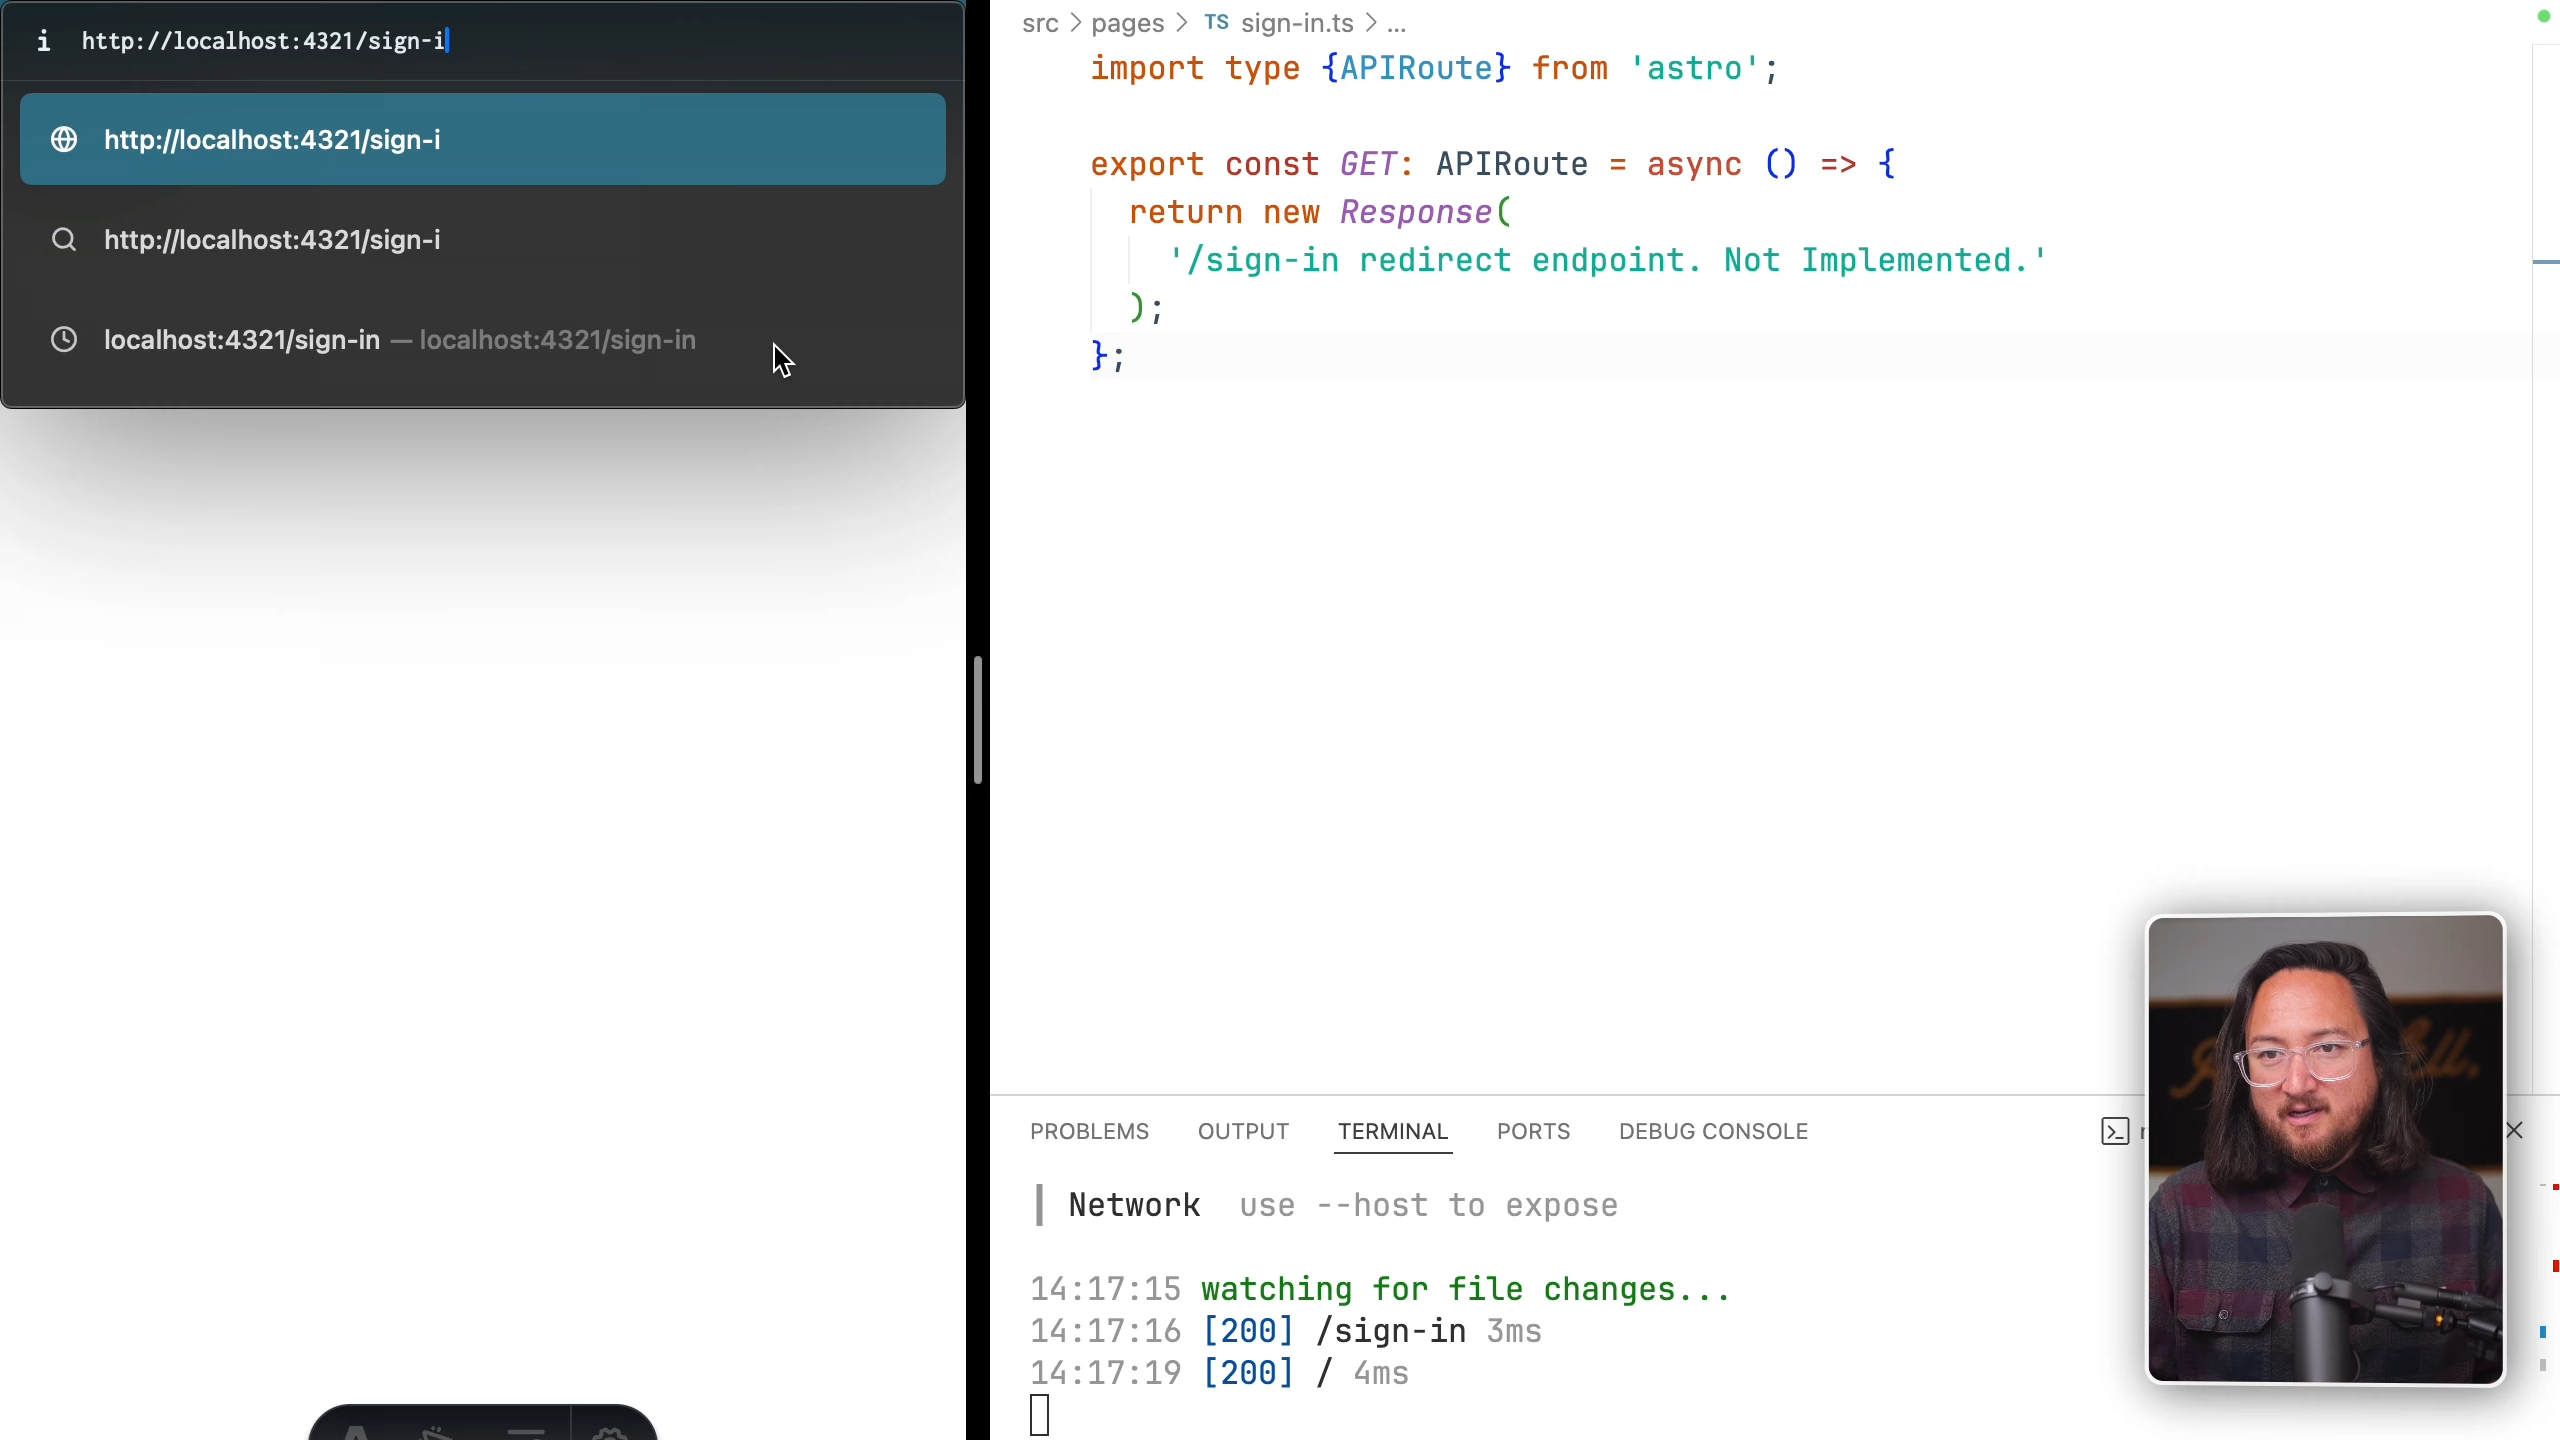 http://localhost:4321/sign-i
http://localhost:4321/sign-i
http://localhost:4321/sign-i
localhost:4321/sign-in — localhost:4321/sign-in
src > pages > TS sign-in.ts > ...
import type {APIRoute} from 'astro';
export const GET: APIRoute = async () => {
return new Response(
'/sign-in redirect endpoint. Not Implemented.'
);
};
PROBLEMS OUTPUT TERMINAL PORTS DEBUG CONSOLE
Network use --host to expose
14:17:15 watching for file changes...
14:17:16 [200] /sign-in 3ms
14:17:19 [200] / 4ms